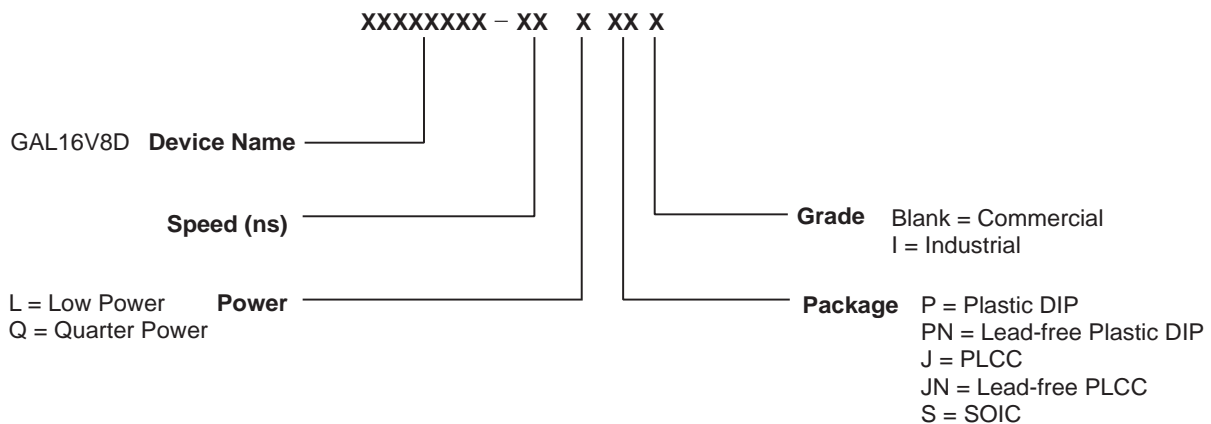 XXXXXXXX – XX X XX X
GAL16V8D Device Name
Speed (ns)
Grade Blank = Commercial
I = Industrial
L = Low Power Power
Q = Quarter Power
Package P = Plastic DIP
PN = Lead-free Plastic DIP
J = PLCC
JN = Lead-free PLCC
S = SOIC